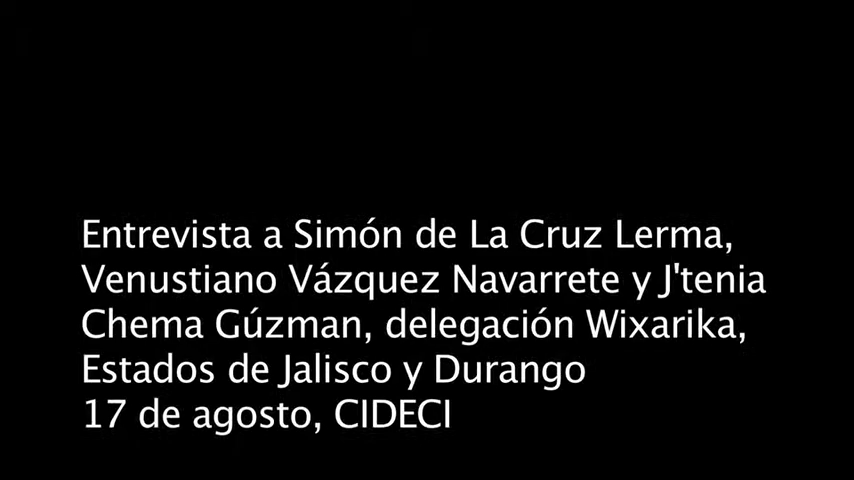 Entrevista a Simón de La Cruz Lerma,
Venustiano Vázquez Navarrete y J'tenia
Chema Gúzman, delegación Wixarika,
Estados de Jalisco y Durango
17 de agosto, CIDECI